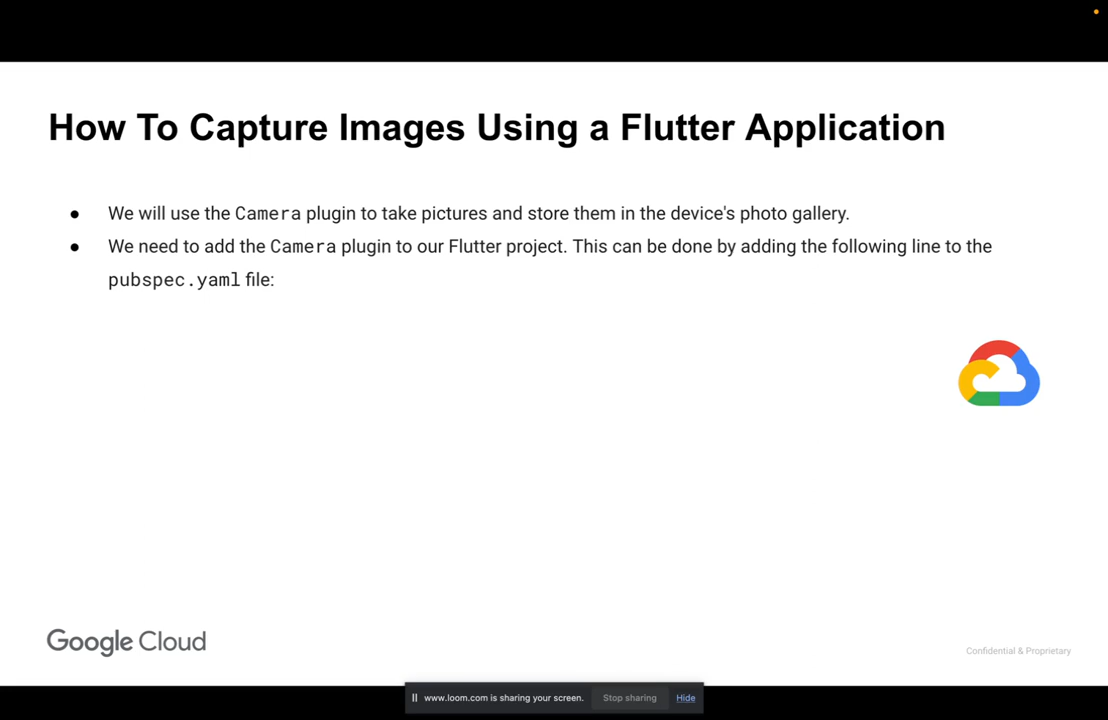 How To Capture Images Using a Flutter Application
● We will use the Camera plugin to take pictures and store them in the device's photo gallery.
● We need to add the Camera plugin to our Flutter project. This can be done by adding the following line to the
pubspec.yaml file:
Google Cloud
Confidential & Proprietary
www.loom.com is sharing your screen. Stop sharing Hide